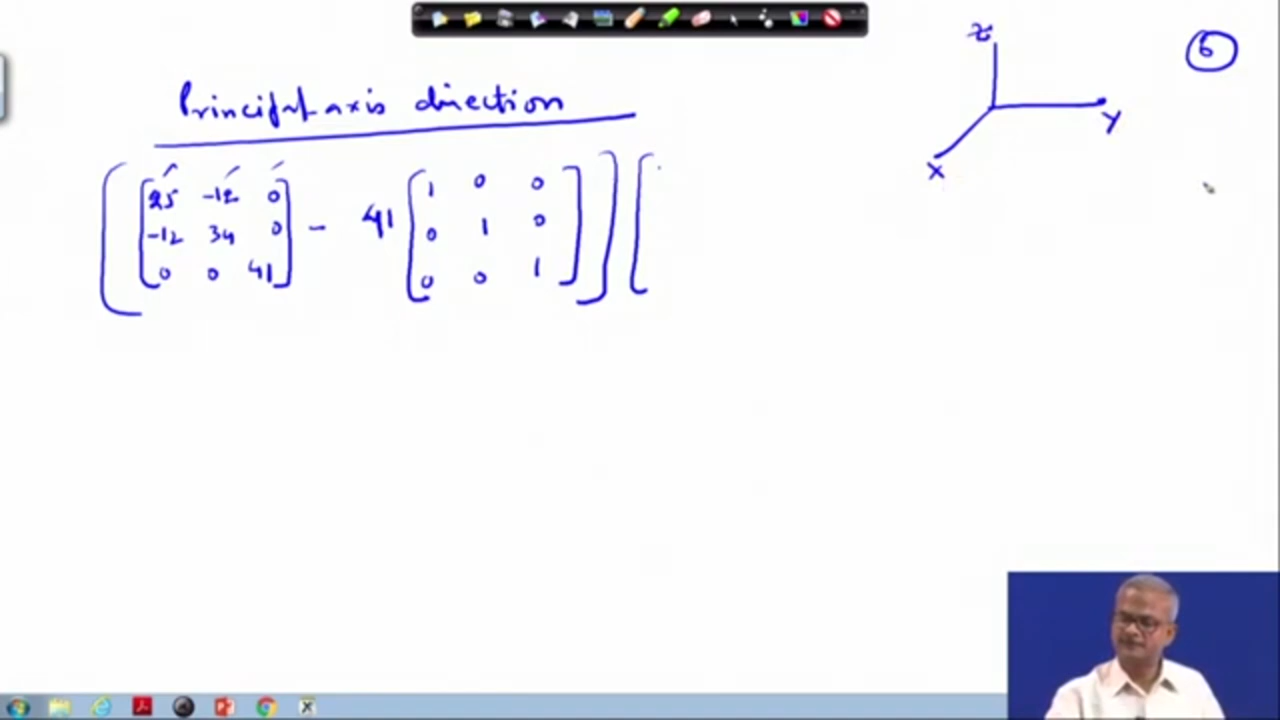 Z
6
Principal axis direction
Y
X
25 -12 0
-12 34 0
0 0 41
- 41
1 0 0
0 1 0
0 0 1